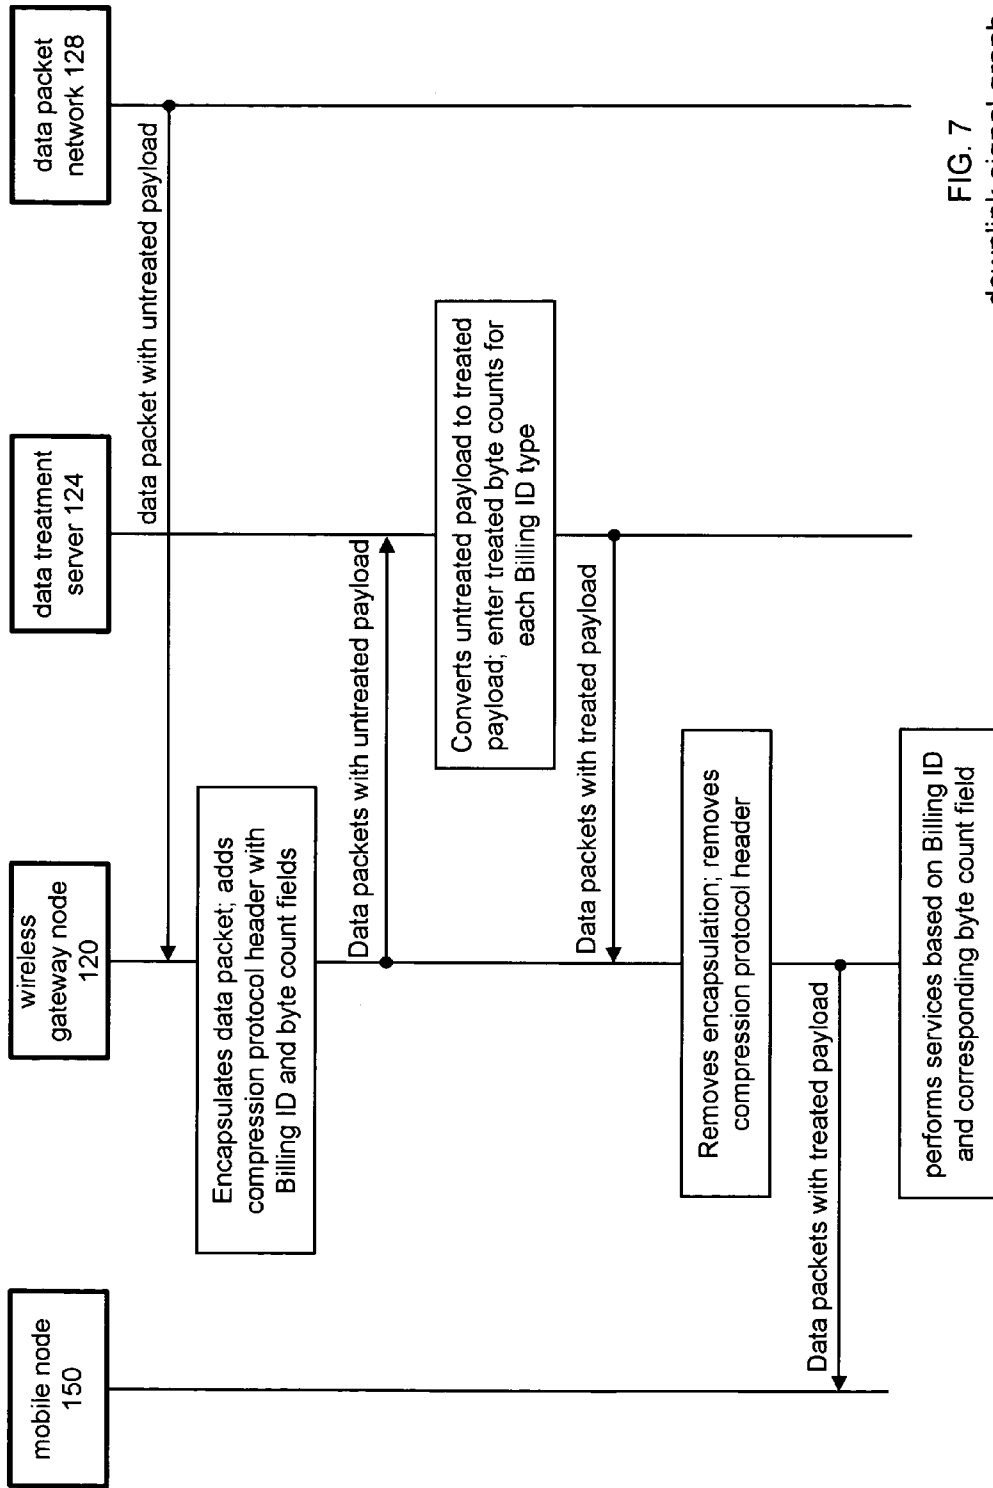 mobile node
150
wireless
gateway node
120
data treatment
server 124
data packet
network 128
data packet with untreated payload
Encapsulates data packet; adds
compression protocol header with
Billing ID and byte count fields
Data packets with untreated payload
Converts untreated payload to treated
payload; enter treated byte counts for
each Billing ID type
Data packets with treated payload
Removes encapsulation; removes
compression protocol header
Data packets with treated payload
performs services based on Billing ID
and corresponding byte count field
FIG. 7
downlink signal graph